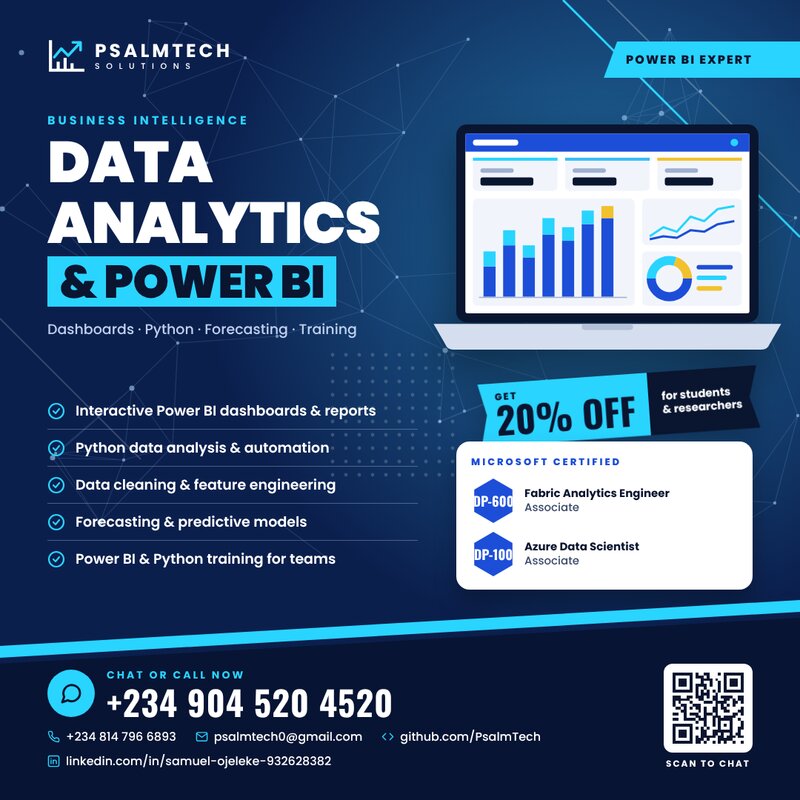 PSALMTECH
SOLUTIONS
POWER BI EXPERT
BUSINESS INTELLIGENCE
DATA
ANALYTICS
& POWER BI
Dashboards · Python · Forecasting · Training
Interactive Power BI dashboards & reports
Python data analysis & automation
Data cleaning & feature engineering
Forecasting & predictive models
Power BI & Python training for teams
GET
20% OFF
for students
& researchers
MICROSOFT CERTIFIED
DP-600
Fabric Analytics Engineer
Associate
DP-100
Azure Data Scientist
Associate
CHAT OR CALL NOW
+234 904 520 4520
+234 814 796 6893
psalmtech0@gmail.com
github.com/PsalmTech
linkedin.com/in/samuel-ojeleke-932628382
SCAN TO CHAT